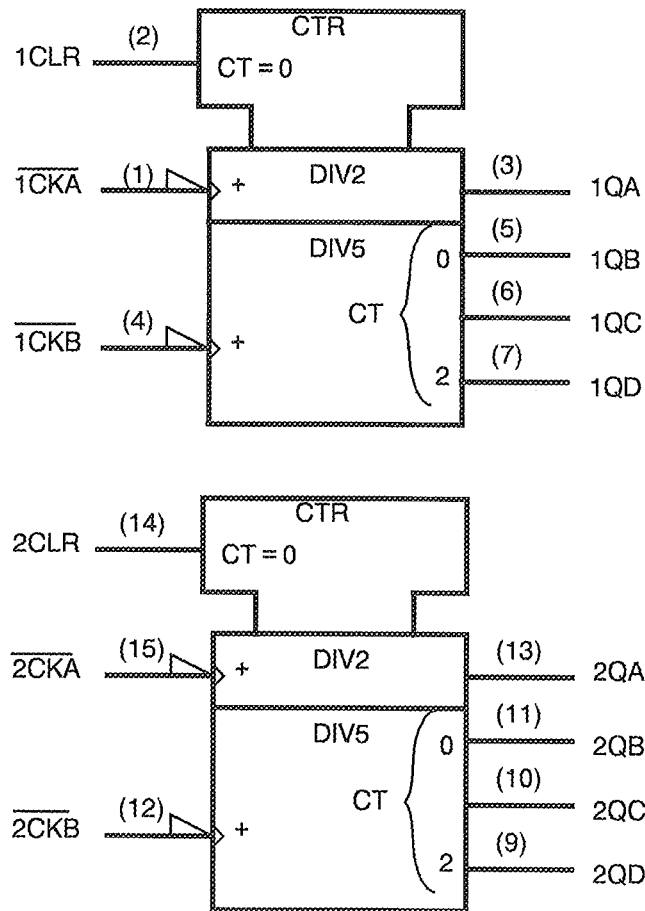 CTR
(2)
1CLR
CT = 0
(1)
1CKA
+
DIV2
(3)
1QA
DIV5
0
(5)
1QB
(4)
1CKB
+
CT
(6)
1QC
2
(7)
1QD
CTR
(14)
2CLR
CT = 0
(15)
2CKA
+
DIV2
(13)
2QA
DIV5
0
(11)
2QB
(12)
2CKB
+
CT
(10)
2QC
2
(9)
2QD